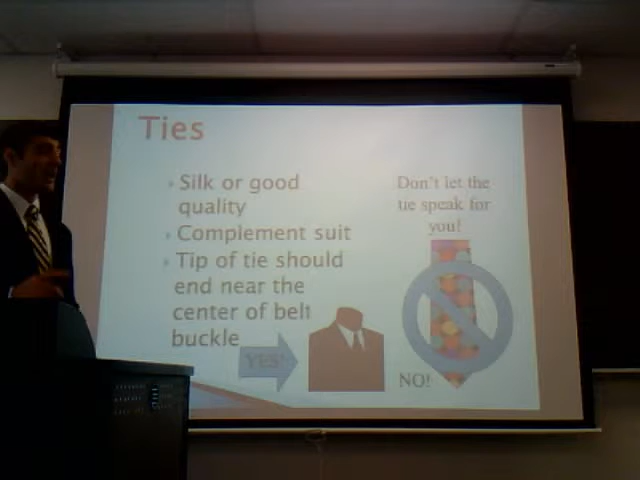 Ties
Silk or good
quality
Complement suit
Tip of tie should
end near the
center of belt
buckle
YES!
Don't let the
tie speak for
you!
NO!